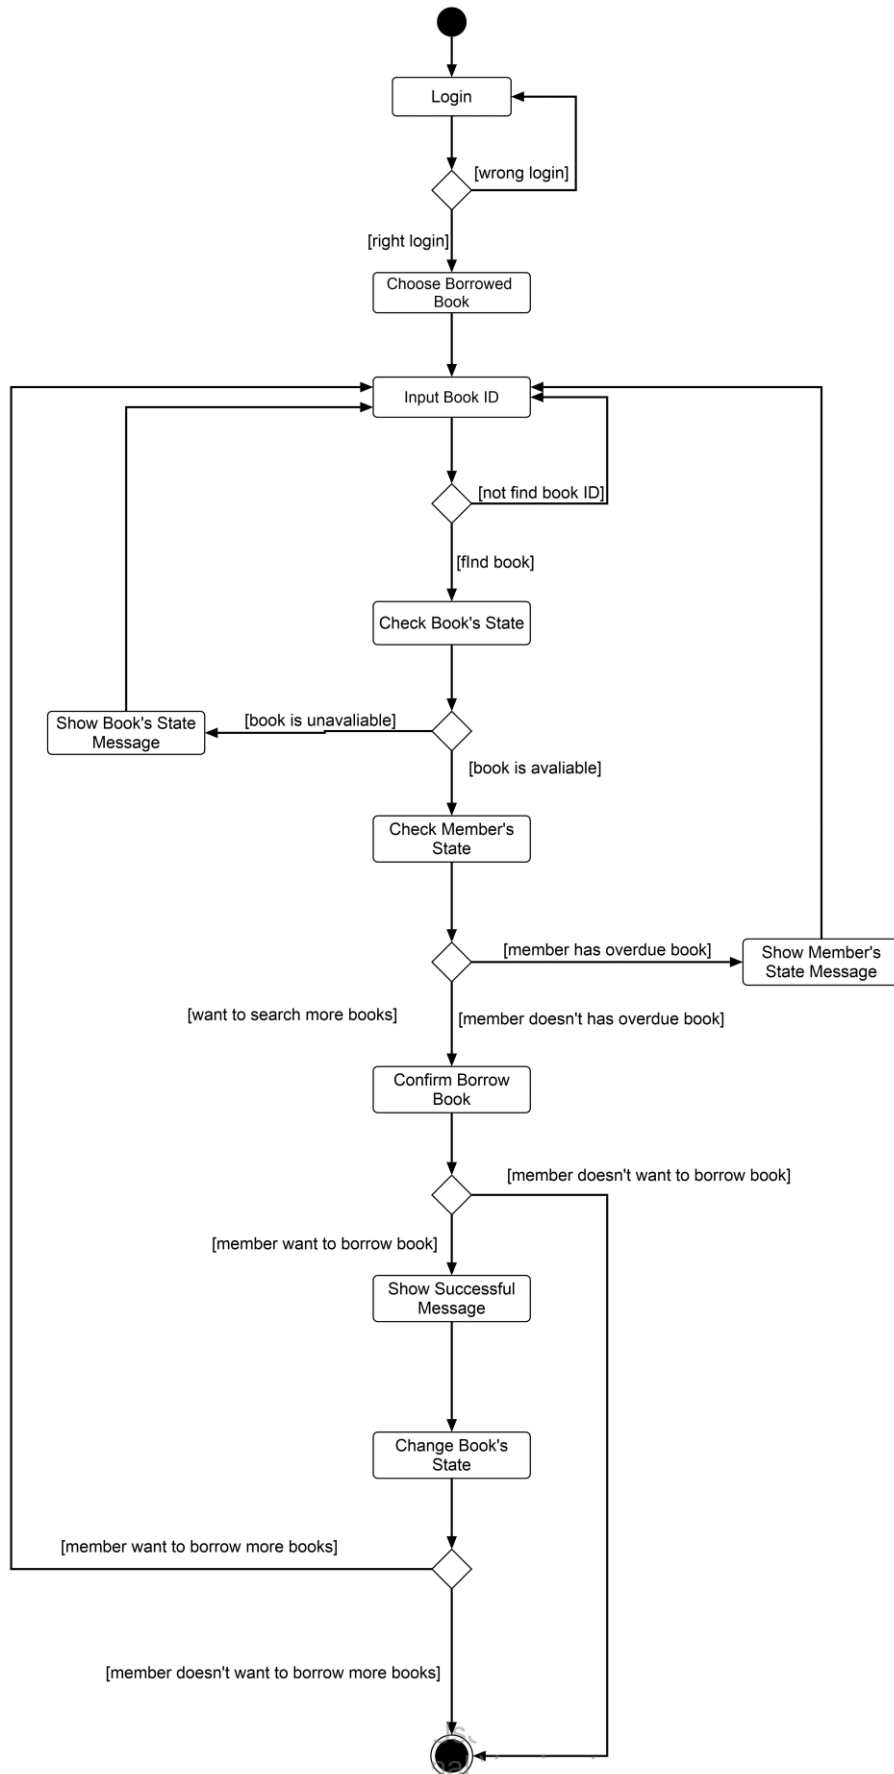 Login
[wrong login]
[right login]
Choose Borrowed
Book
Input Book ID
[not find book ID]
[fInd book]
Check Book's State
Show Book's State
Message
[book is unavaliable]
[book is avaliable]
Check Member's
State
[member has overdue book]
Show Member's
State Message
[want to search more books]
[member doesn't has overdue book]
Confirm Borrow
Book
[member doesn't want to borrow book]
[member want to borrow book]
Show Successful
Message
Change Book's
State
[member want to borrow more books]
[member doesn't want to borrow more books]